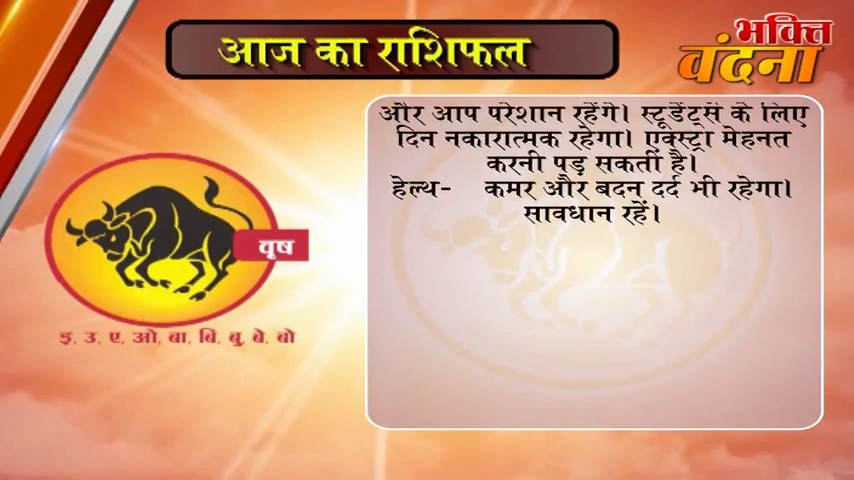 आज का राशिफल
भक्ति
वंदना
और आप परेशान रहेंगे। स्टूडेंट्स के लिए
दिन नकारात्मक रहेगा। एक्स्ट्रा मेहनत
करनी पड़ सकती है।
हेल्थ- कमर और बदन दर्द भी रहेगा।
सावधान रहें।
वृष
इ, उ, ए, ओ, बा, बि, बु, बे, बो